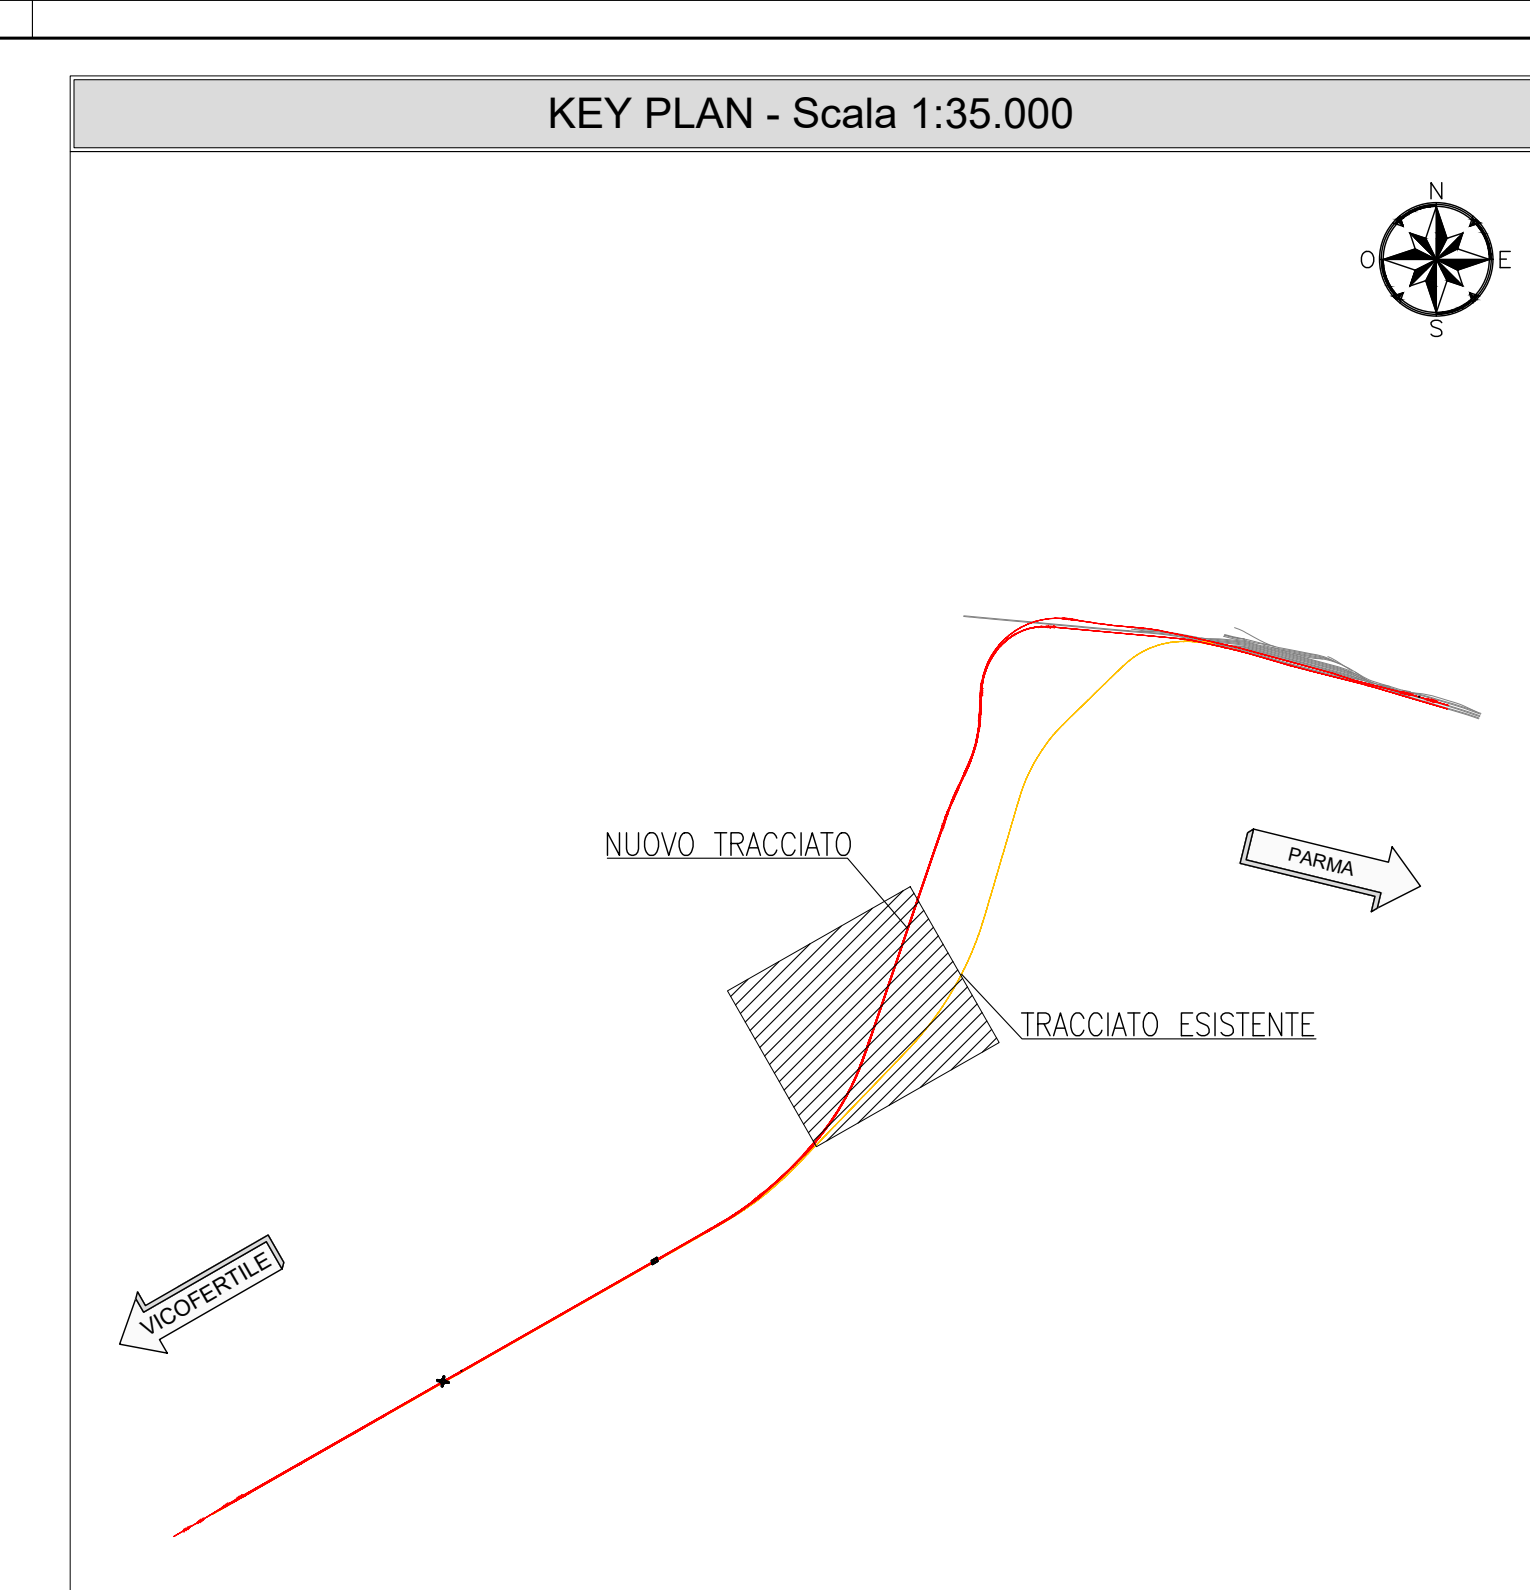 KEY PLAN - Scala 1:35.000
N
O
E
S
NUOVO TRACCIATO
PARMA
TRACCIATO ESISTENTE
VICOFERTILE